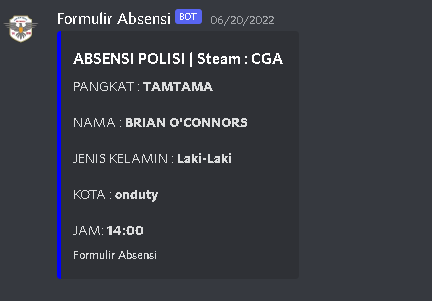 Formulir Absensi BOT 06/20/2022
ABSENSI POLISI | Steam : CGA
PANGKAT : TAMTAMA
NAMA : BRIAN O'CONNORS
JENIS KELAMIN : Laki-Laki
KOTA : onduty
JAM: 14:00
Formulir Absensi